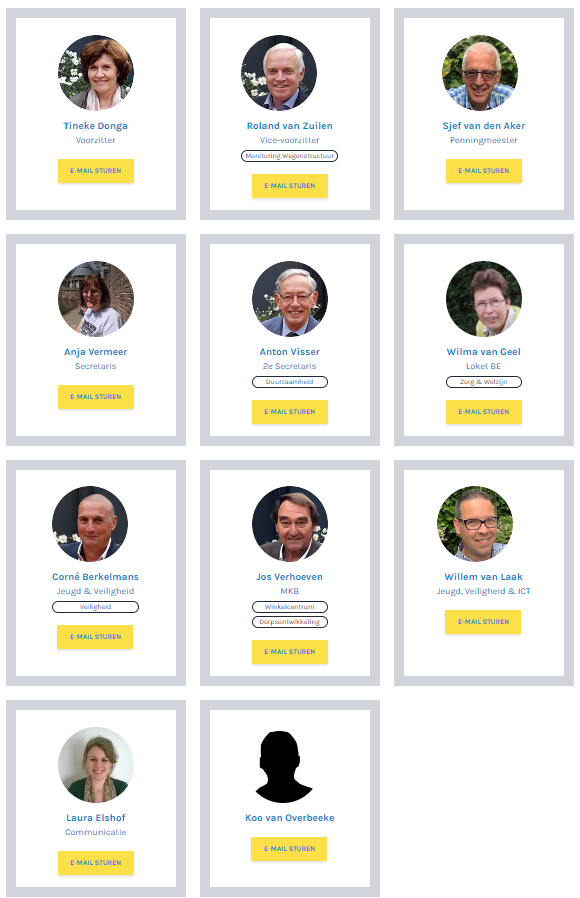 Tineke Donga
Voorzitter
E-MAIL STUREN
Roland van Zuilen
Vice-voorzitter
Monitoring Wegenstructuur
E-MAIL STUREN
Sjef van den Aker
Penningmeester
E-MAIL STUREN
Anja Vermeer
Secretaris
E-MAIL STUREN
Anton Visser
2e Secretaris
Duurzaamheid
E-MAIL STUREN
Wilma van Geel
Loket BE
Zorg & Welzijn
E-MAIL STUREN
Corné Berkelmans
Jeugd & Veiligheid
Veiligheid
E-MAIL STUREN
Jos Verhoeven
MKB
Winkelcentrum
Dorpsontwikkeling
E-MAIL STUREN
Willem van Laak
Jeugd, Veiligheid & ICT
E-MAIL STUREN
Laura Elshof
Communicatie
E-MAIL STUREN
Koo van Overbeeke
E-MAIL STUREN